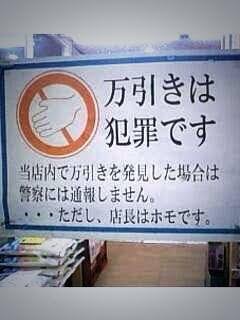 万引きは
犯罪です
当店内で万引きを発見した場合は
警察には通報しません。
・・・ただし、店長はホモです。